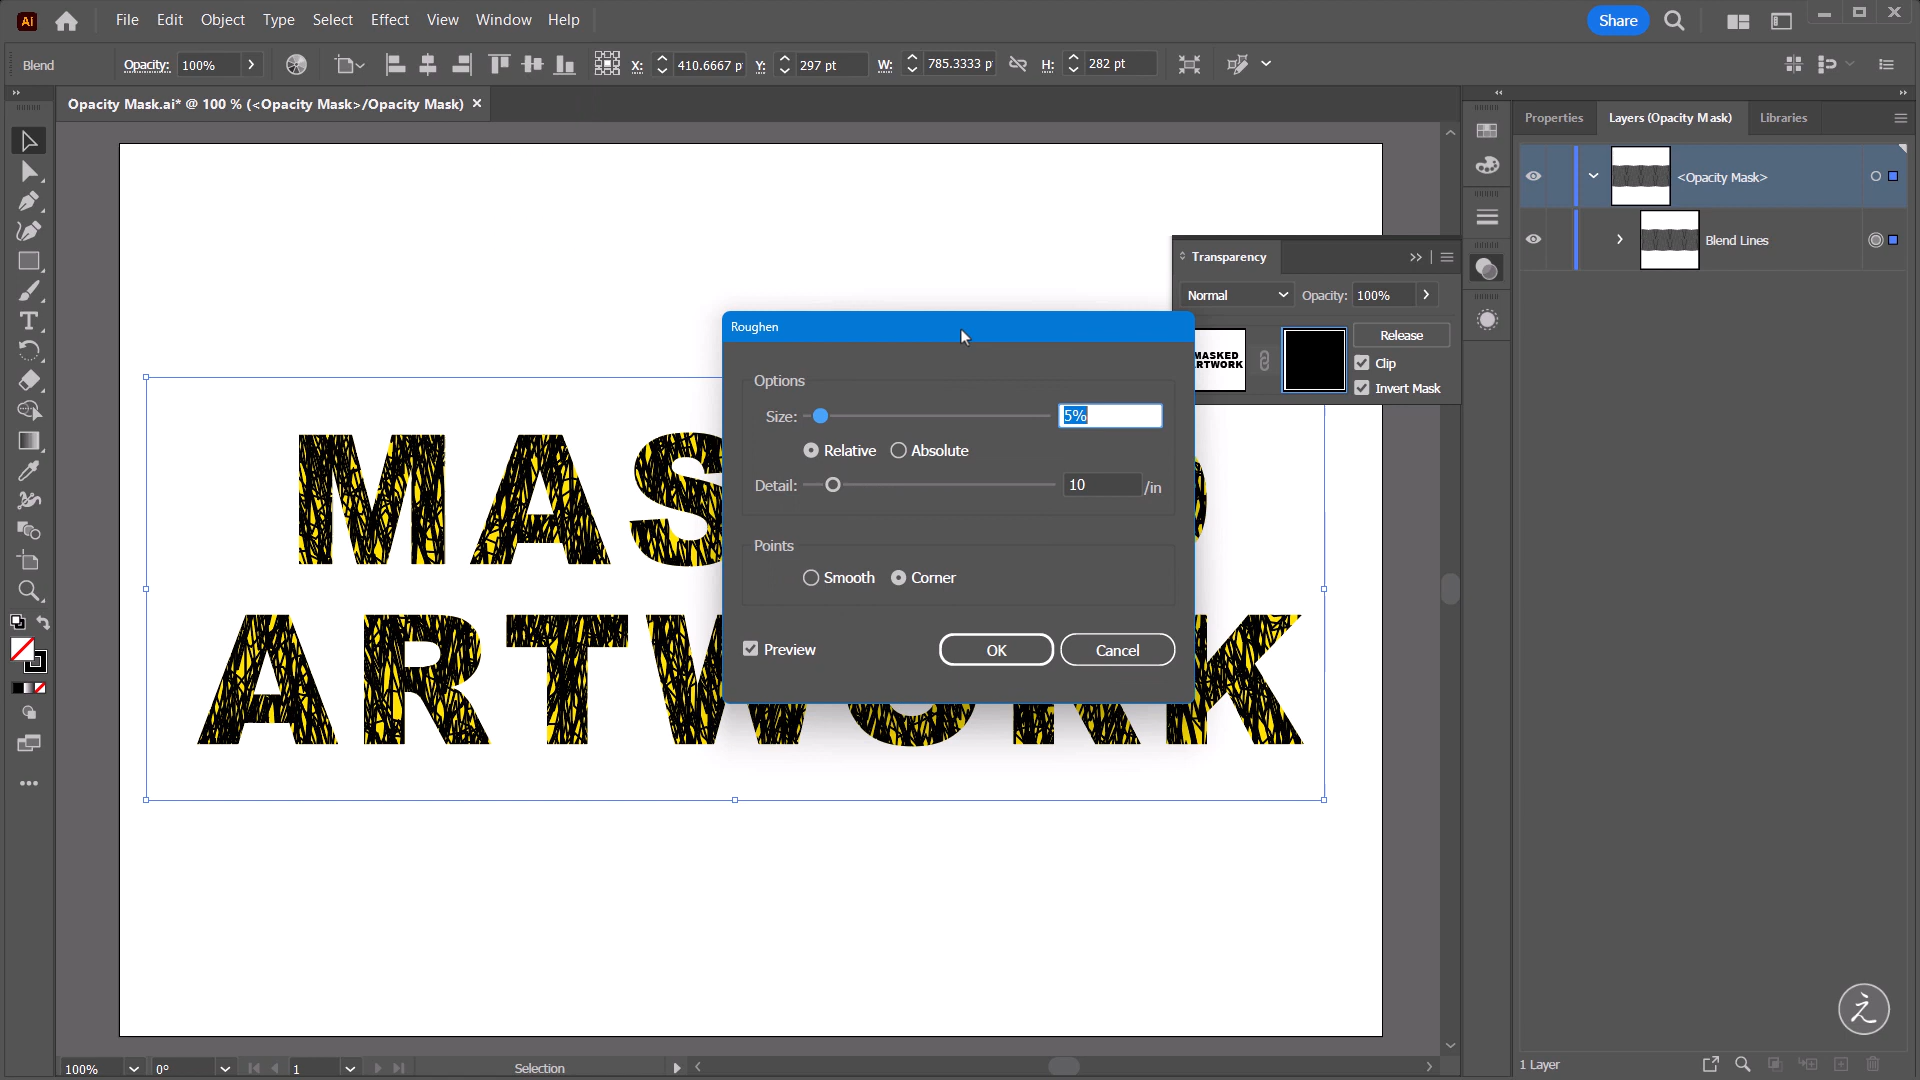 Ai File Edit Object Type Select Effect View Window Help Share
Blend Opacity: 100% X: 410.6667 pt Y: 297 pt W: 785.3333 p H: 282 pt
Opacity Mask.ai* @ 100 % (<Opacity Mask>/Opacity Mask) ×
Properties Layers (Opacity Mask) Libraries
<Opacity Mask>
Blend Lines
Transparency
Normal Opacity: 100%
MASKED
ARTWORK
Release
Clip
Invert Mask
Roughen
Options
Size: 5%
Relative Absolute
Detail: 10 /in
Points
Smooth Corner
Preview OK Cancel
MAS
ARTWORK
100% 0° 1 Selection
1 Layer
之